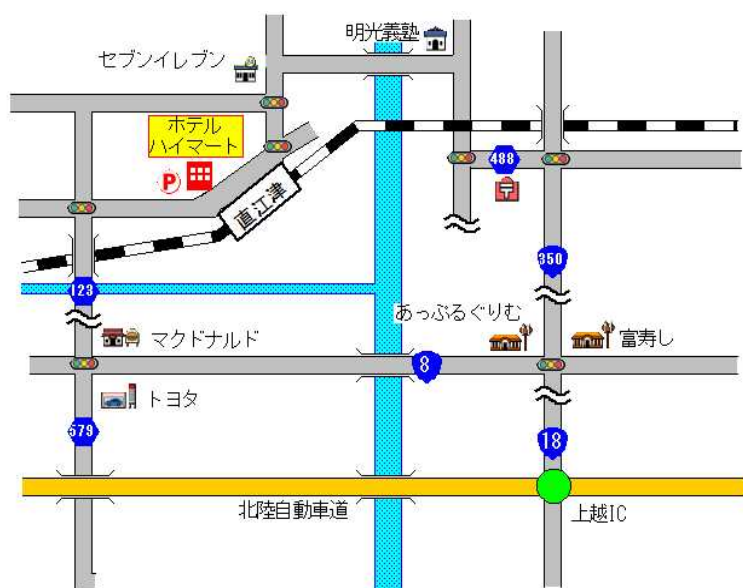 明光義塾
セブンイレブン
ホテル
ハイマート
P
488
直江津
350
123
あっぷるぐりむ
マクドナルド
富寿し
8
トヨタ
579
18
北陸自動車道
上越IC